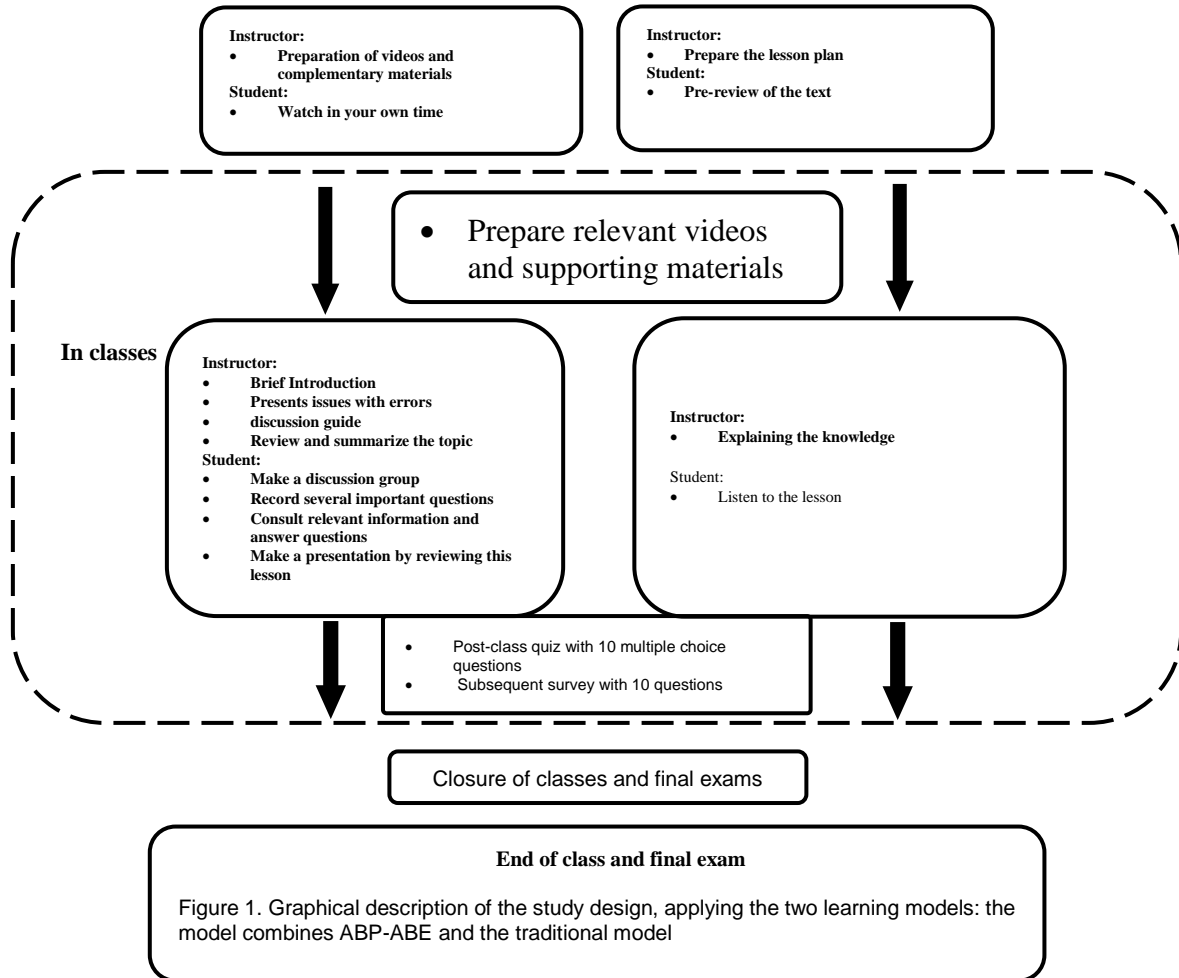 Instructor:
• Preparation of videos and
complementary materials
Student:
• Watch in your own time
Instructor:
• Prepare the lesson plan
Student:
• Pre-review of the text
• Prepare relevant videos
and supporting materials
In classes
Instructor:
• Brief Introduction
• Presents issues with errors
• discussion guide
• Review and summarize the topic
Student:
• Make a discussion group
• Record several important questions
• Consult relevant information and
answer questions
• Make a presentation by reviewing this
lesson
Instructor:
• Explaining the knowledge
Student:
• Listen to the lesson
• Post-class quiz with 10 multiple choice
questions
• Subsequent survey with 10 questions
Closure of classes and final exams
End of class and final exam
Figure 1. Graphical description of the study design, applying the two learning models: the
model combines ABP-ABE and the traditional model